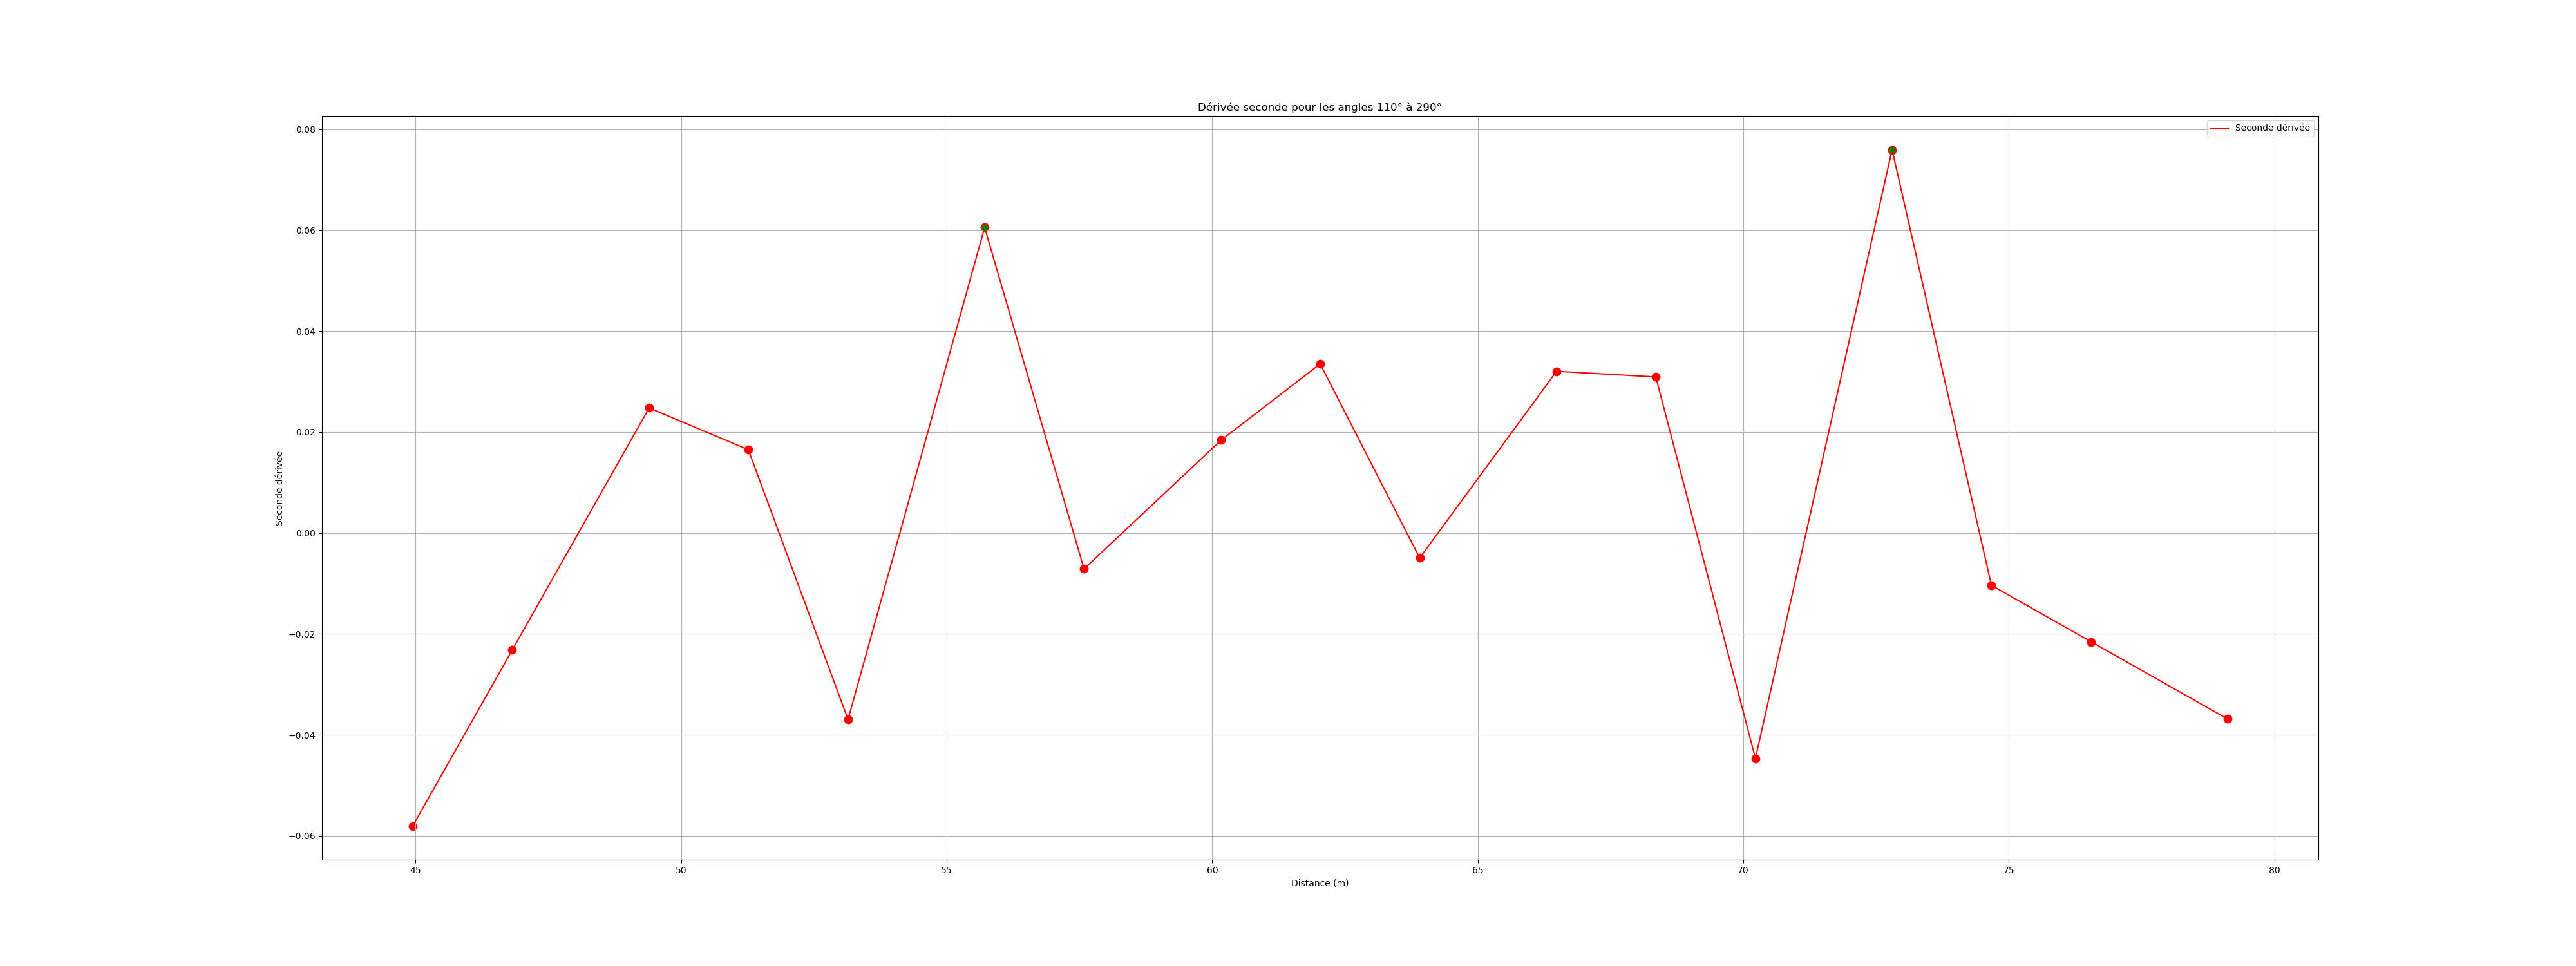 Dérivée seconde pour les angles 110° à 290°
Seconde dérivée
0.08
0.06
0.04
0.02
0.00
−0.02
−0.04
−0.06
Seconde dérivée
45 50 55 60 65 70 75 80
Distance (m)